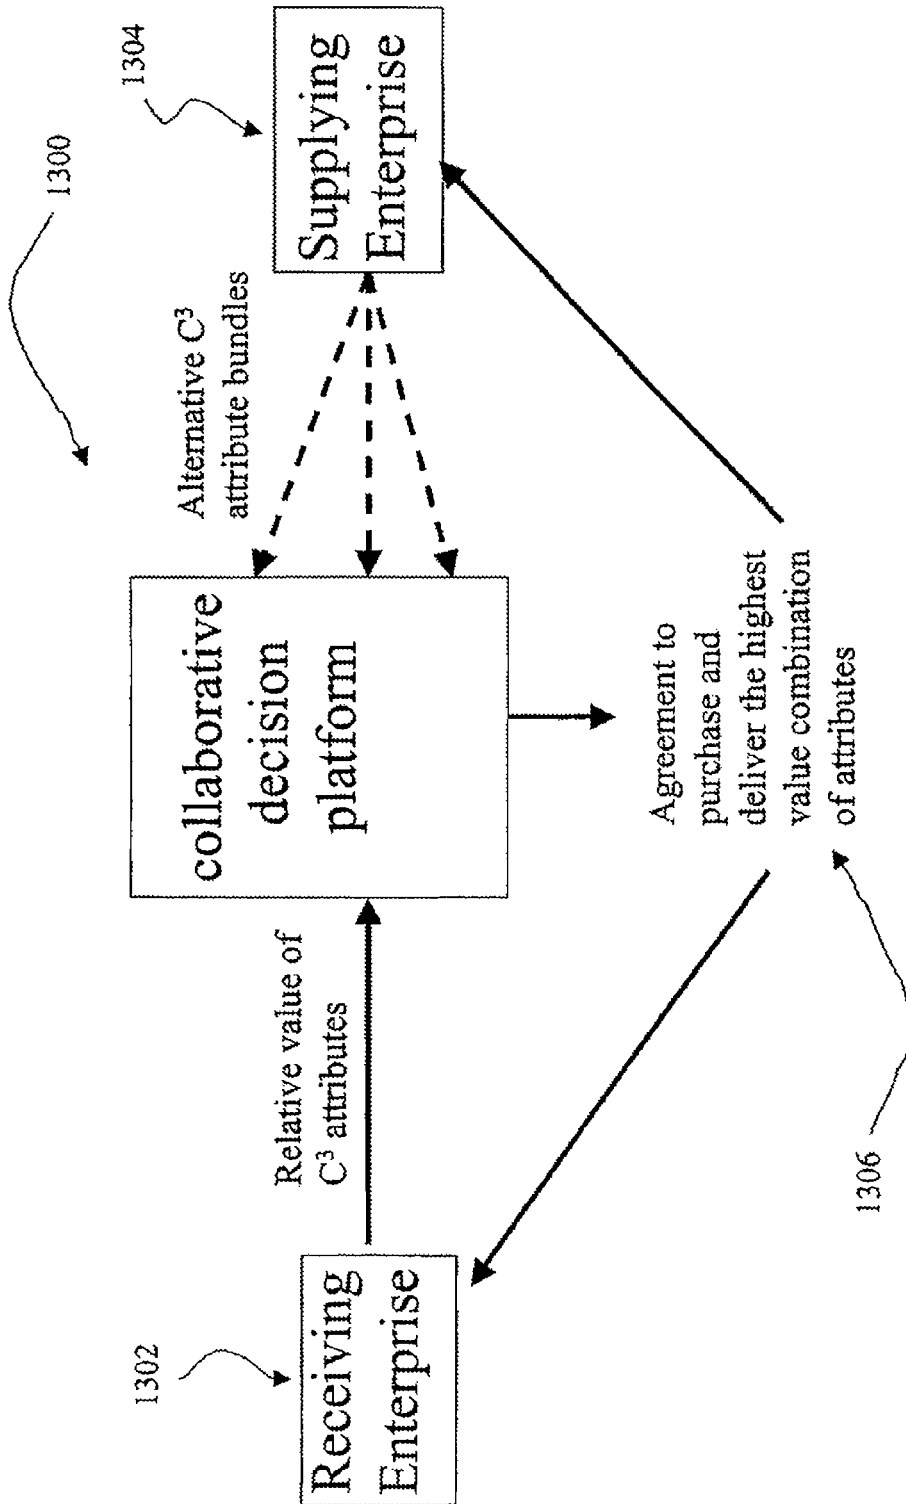 1300
1302
Receiving
Enterprise
Relative value of
C³ attributes
collaborative
decision
platform
Alternative C³
attribute bundles
1304
Supplying
Enterprise
Agreement to
purchase and
deliver the highest
value combination
of attributes
1306